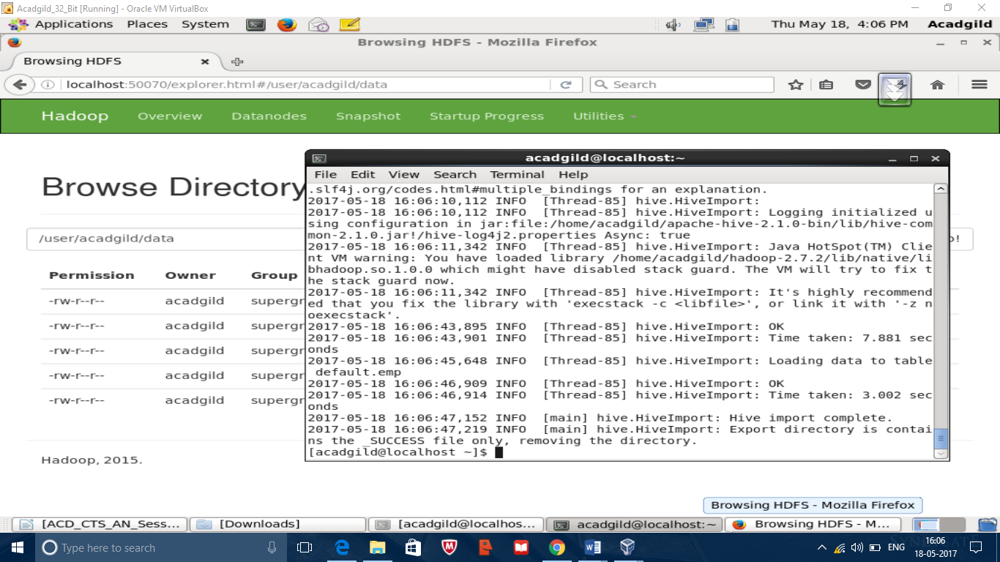 Acadgild_32_Bit [Running] - Oracle VM VirtualBox
Applications Places System Thu May 18, 4:06 PM Acadgild
Browsing HDFS - Mozilla Firefox
Browsing HDFS
localhost:50070/explorer.html#/user/acadgild/data Search
Hadoop Overview Datanodes Snapshot Startup Progress Utilities
acadgild@localhost:~
File Edit View Search Terminal Help
Browse Directory
/user/acadgild/data
Permission Owner Group
-rw-r--r-- acadgild supergr
-rw-r--r-- acadgild supergr
-rw-r--r-- acadgild supergr
-rw-r--r-- acadgild supergr
-rw-r--r-- acadgild supergr
Hadoop, 2015.
.slf4j.org/codes.html#multiple_bindings for an explanation.
2017-05-18 16:06:10,112 INFO [Thread-85] hive.HiveImport:
2017-05-18 16:06:10,112 INFO [Thread-85] hive.HiveImport: Logging initialized u
sing configuration in jar:file:/home/acadgild/apache-hive-2.1.0-bin/lib/hive-com
mon-2.1.0.jar!/hive-log4j2.properties Async: true
2017-05-18 16:06:11,342 INFO [Thread-85] hive.HiveImport: Java HotSpot(TM) Clie
nt VM warning: You have loaded library /home/acadgild/hadoop-2.7.2/lib/native/li
bhadoop.so.1.0.0 which might have disabled stack guard. The VM will try to fix t
he stack guard now.
2017-05-18 16:06:11,342 INFO [Thread-85] hive.HiveImport: It's highly recommend
ed that you fix the library with 'execstack -c <libfile>', or link it with '-z n
oexecstack'.
2017-05-18 16:06:43,895 INFO [Thread-85] hive.HiveImport: OK
2017-05-18 16:06:43,901 INFO [Thread-85] hive.HiveImport: Time taken: 7.881 sec
onds
2017-05-18 16:06:45,648 INFO [Thread-85] hive.HiveImport: Loading data to table
default.emp
2017-05-18 16:06:46,909 INFO [Thread-85] hive.HiveImport: OK
2017-05-18 16:06:46,914 INFO [Thread-85] hive.HiveImport: Time taken: 3.002 sec
onds
2017-05-18 16:06:47,152 INFO [main] hive.HiveImport: Hive import complete.
2017-05-18 16:06:47,219 INFO [main] hive.HiveImport: Export directory is contai
ns the _SUCCESS file only, removing the directory.
[acadgild@localhost ~]$
Browsing HDFS - Mozilla Firefox
[ACD_CTS_AN_Sess... [Downloads] [acadgild@localhos... acadgild@localhost:~ Browsing HDFS - M...
Type here to search ENG 16:06
18-05-2017